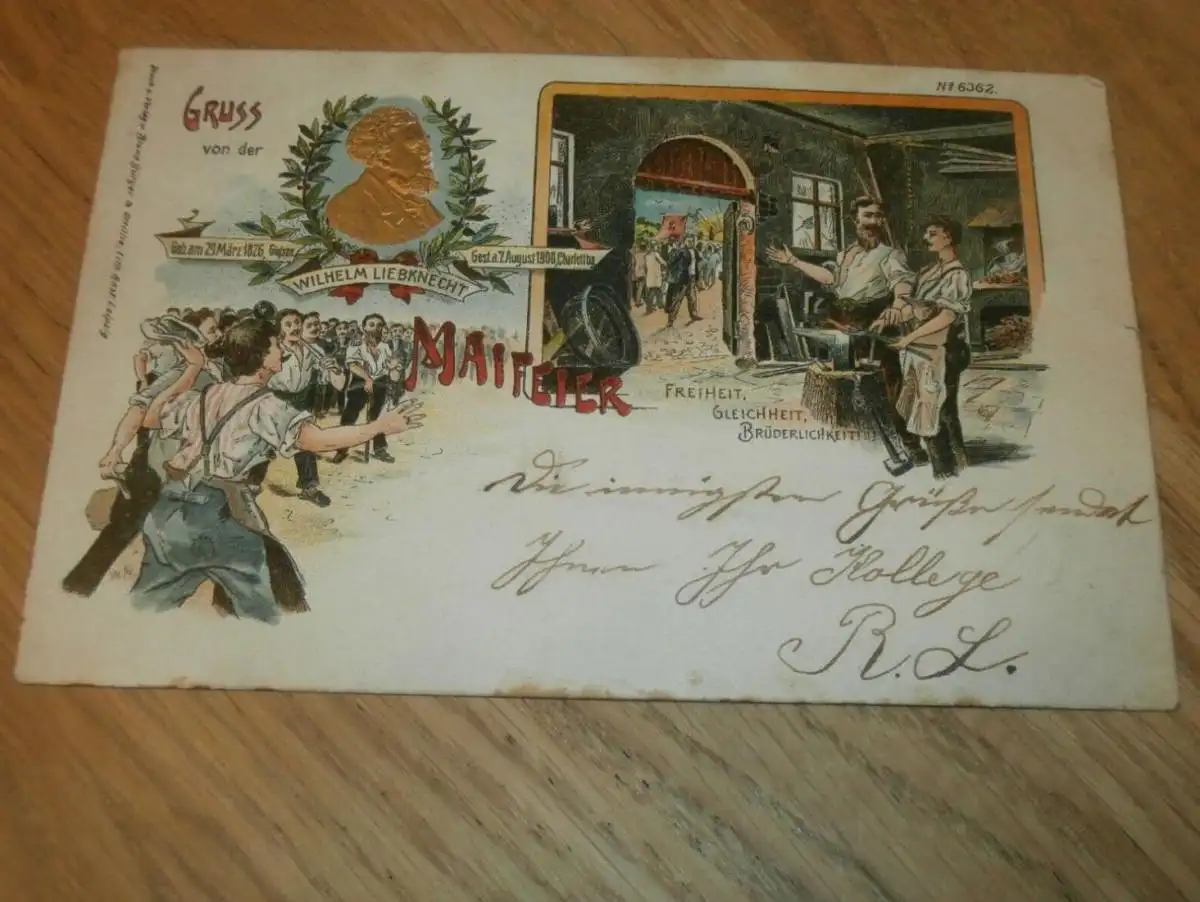 GRUSS
von der
Geb. am 29 März 1826, Giessen.
Gest. a. 7. August 1900, Charlottbg.
WILHELM LIEBKNECHT
MAIFEIER
No. 6362.
FREIHEIT,
GLEICHHEIT,
BRÜDERLICHKEIT!!!
Die innigsten Grüße sendet
Ihnen Ihr Kollege
R. L.